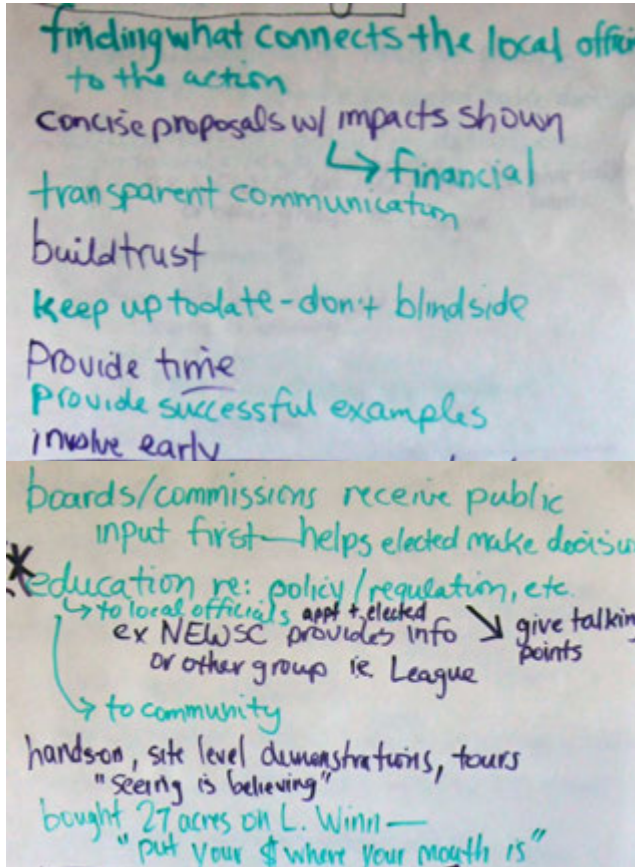 finding what connects the local offici
to the action
concise proposals w/ impacts shown
↳ financial
transparent communication
build trust
keep up to date - don't blindside
Provide time
provide successful examples
involve early
boards/commissions receive public
input first — helps elected make decision
* education re: policy/regulation, etc.
↳ to local officials appt + elected
ex NEWSC provides info ↘ give talking
or other group ie. League points
↳ to community
hands-on, site level demonstrations, tours
"seeing is believing"
bought 27 acres on L. Winn —
"put your $ where your mouth is"